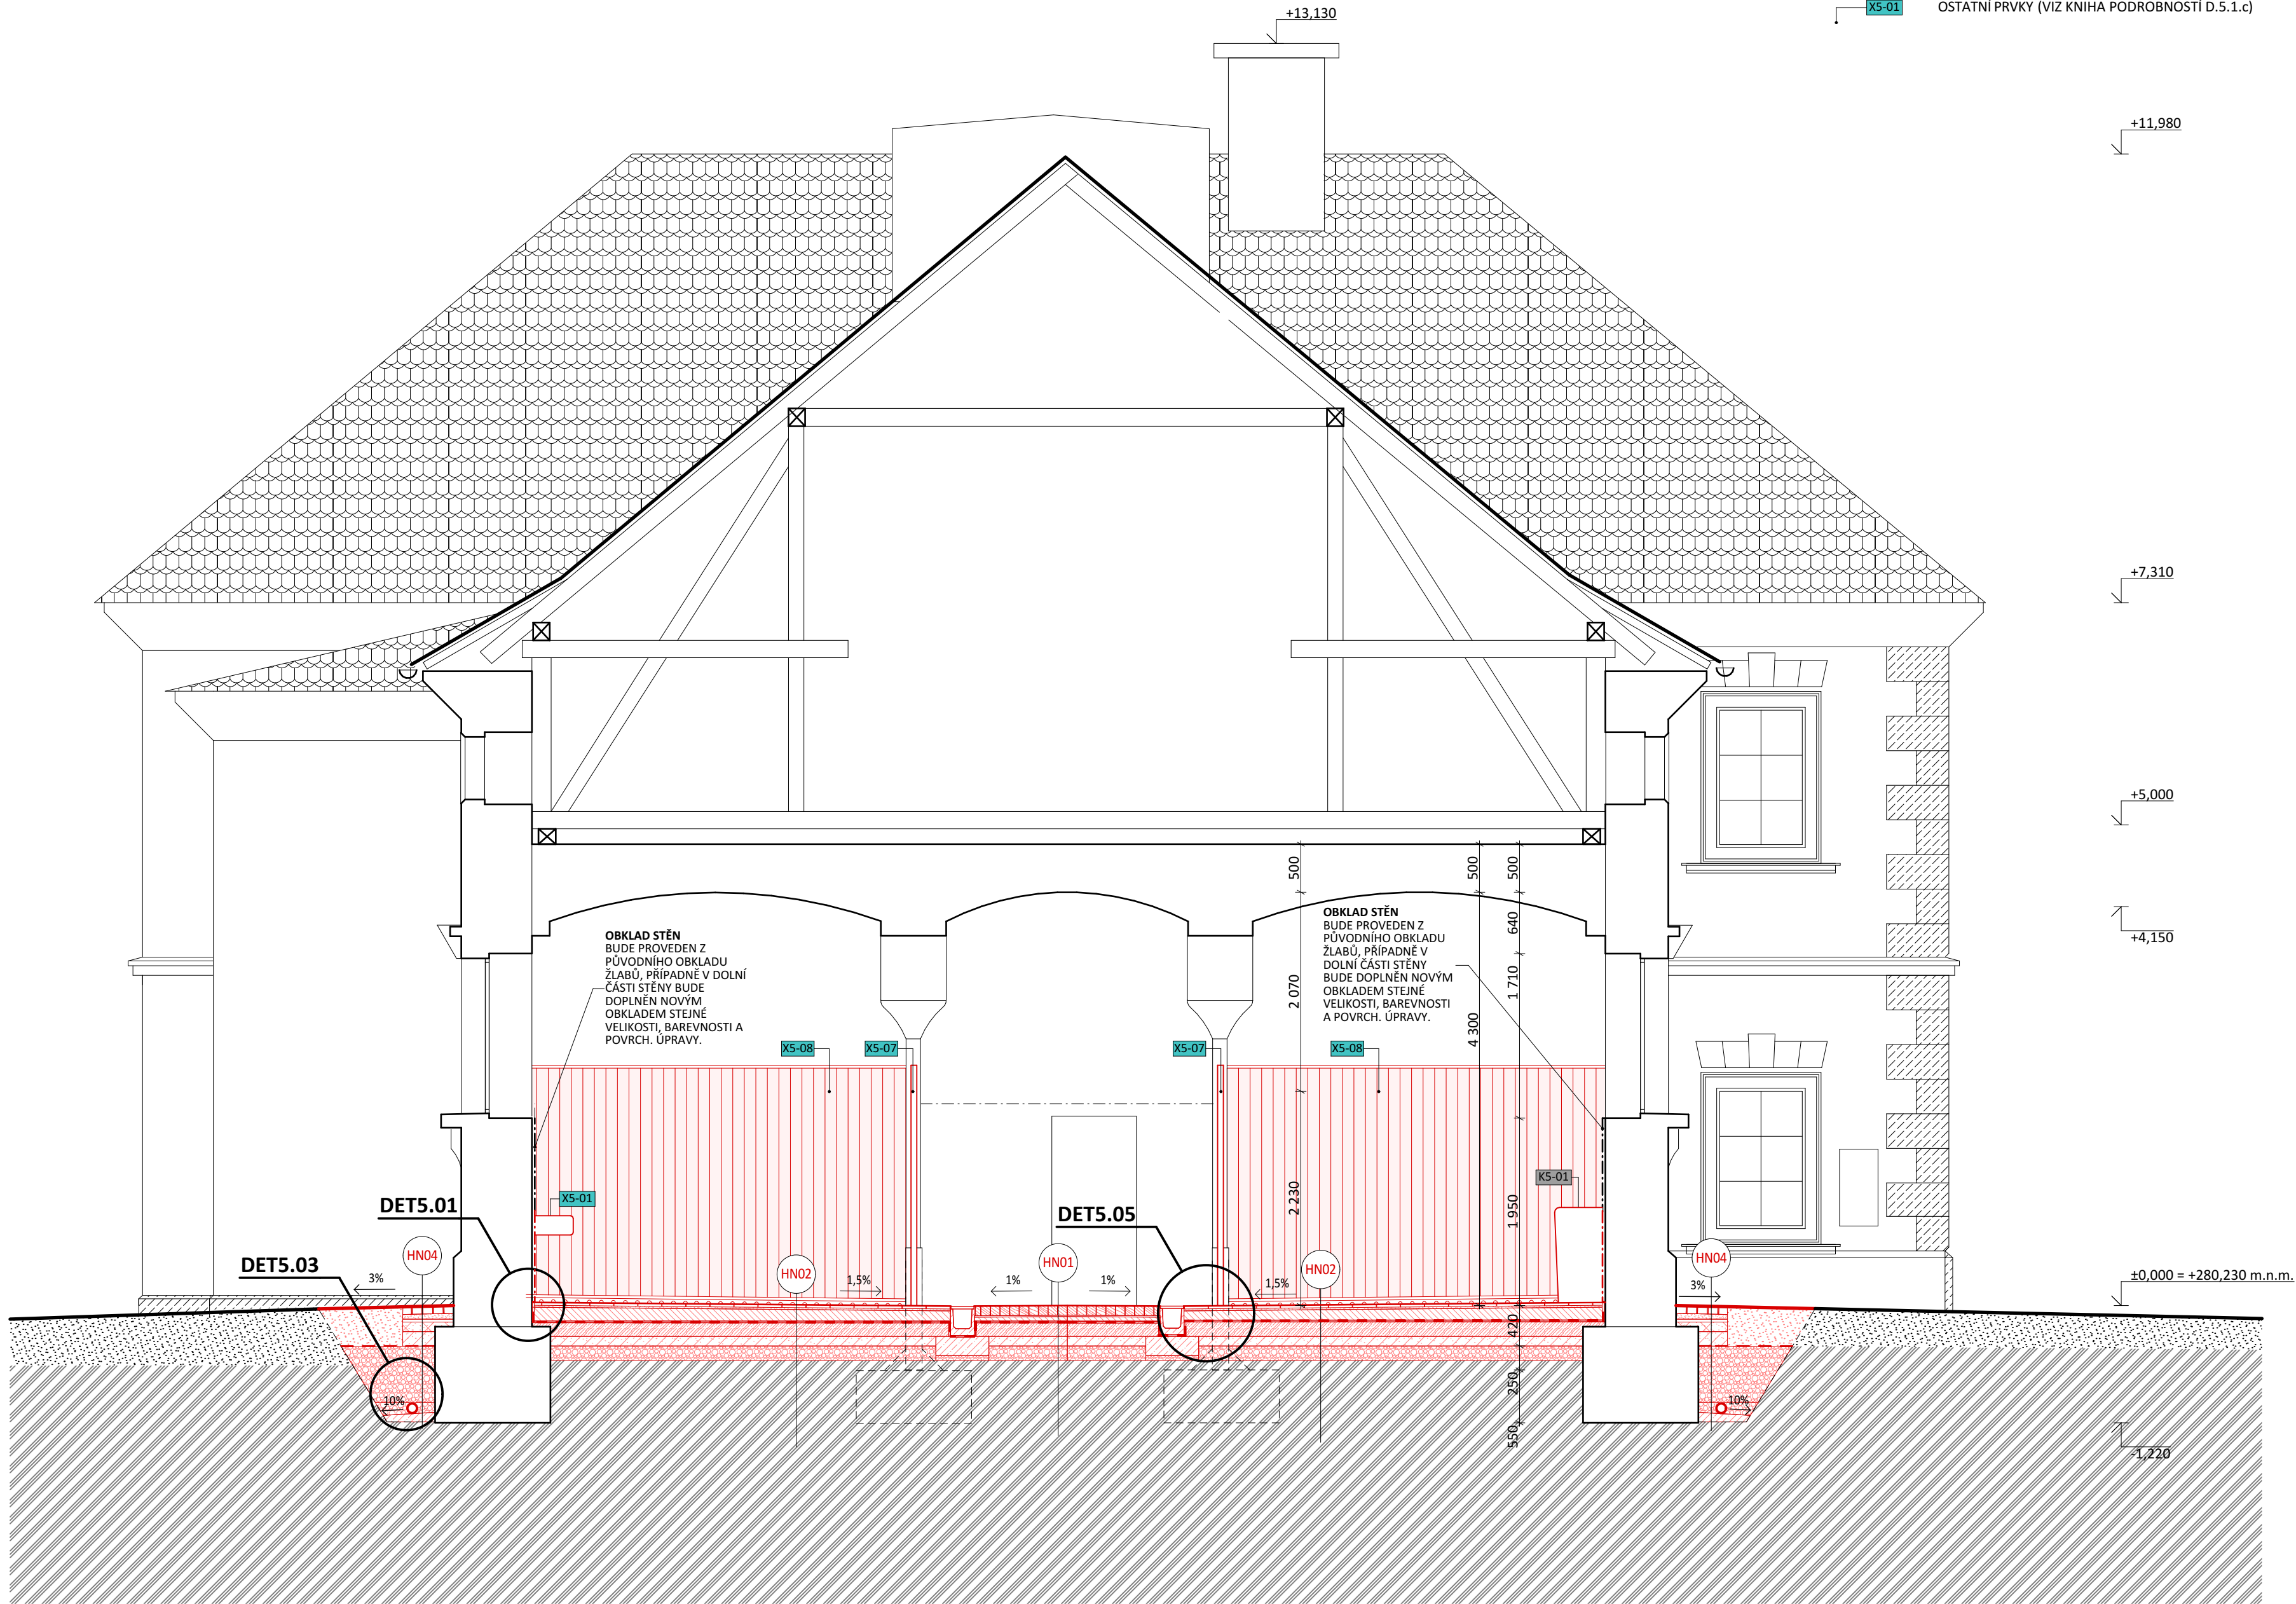 +13,130
X5-01
OSTATNÍ PRVKY (VIZ KNIHA PODROBNOSTÍ D.5.1.c)
+11,980
+7,310
+5,000
500
500
500
640
+4,150
OBKLAD STĚN
BUDE PROVEDEN Z
PŮVODNÍHO OBKLADU
ŽLABŮ, PŘÍPADNĚ V DOLNÍ
ČÁSTI STĚNY BUDE
DOPLNĚN NOVÝM
OBKLADEM STEJNÉ
VELIKOSTI, BAREVNOSTI A
POVRCH. ÚPRAVY.
OBKLAD STĚN
BUDE PROVEDEN Z
PŮVODNÍHO OBKLADU
ŽLABŮ, PŘÍPADNĚ V
DOLNÍ ČÁSTI STĚNY
BUDE DOPLNĚN NOVÝM
OBKLADEM STEJNÉ
VELIKOSTI, BAREVNOSTI
A POVRCH. ÚPRAVY.
2 070
1 710
4 300
X5-08
X5-07
X5-07
X5-08
K5-01
X5-01
DET5.01
2 230
1 950
DET5.05
HN04
DET5.03
3%
HN02
1,5%
1%
HN01
1%
1,5%
HN02
HN04
3%
±0,000 = +280,230 m.n.m.
420
250
550
10%
10%
-1,220